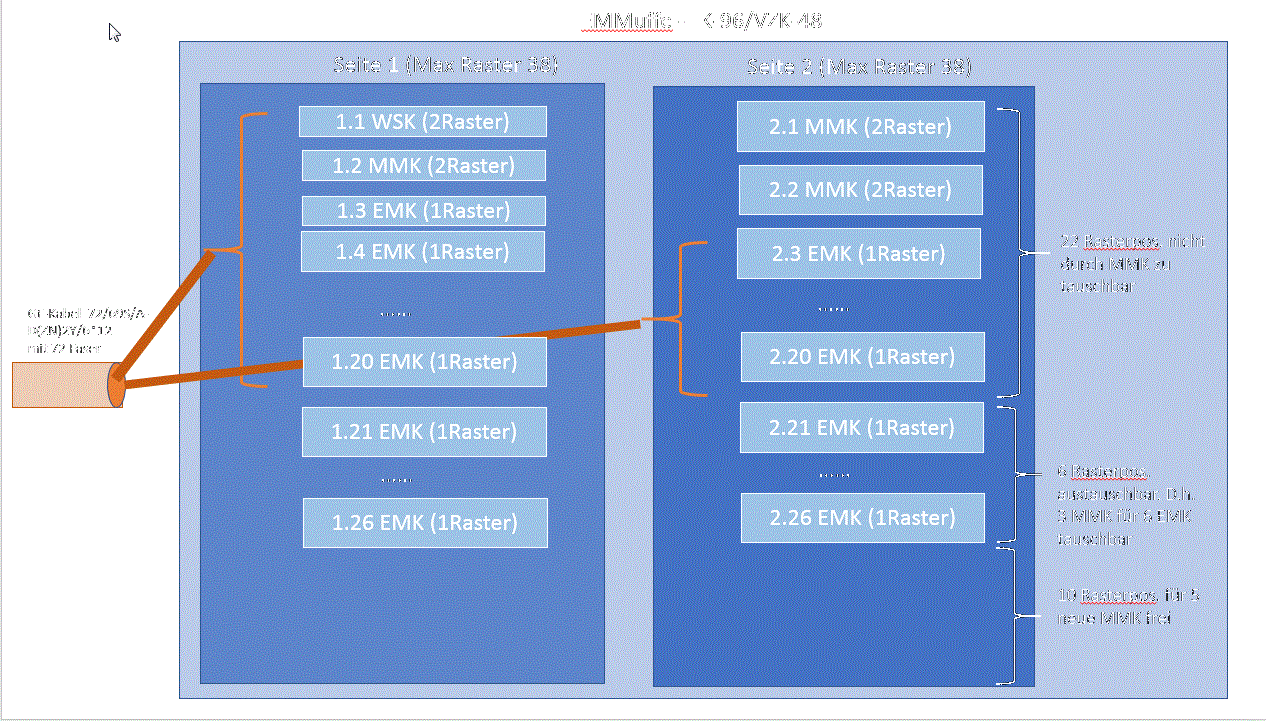 EMMuffe - K-96/VZK-48
Seite 1 (Max Raster 38)
Seite 2 (Max Raster 38)
1.1 WSK (2Raster)
1.2 MMK (2Raster)
1.3 EMK (1Raster)
1.4 EMK (1Raster)
......
1.20 EMK (1Raster)
1.21 EMK (1Raster)
......
1.26 EMK (1Raster)
2.1 MMK (2Raster)
2.2 MMK (2Raster)
2.3 EMK (1Raster)
......
2.20 EMK (1Raster)
2.21 EMK (1Raster)
......
2.26 EMK (1Raster)
22 Rasterpos. nicht
durch MMK zu
tauschbar
6 Rasterpos.
austauschbar. D.h.
3 MMK für 6 EMK
tauschbar
10 Rasterpos. für 5
neue MMK frei
D(ZN)2Y/6*12
mit 72 Faser